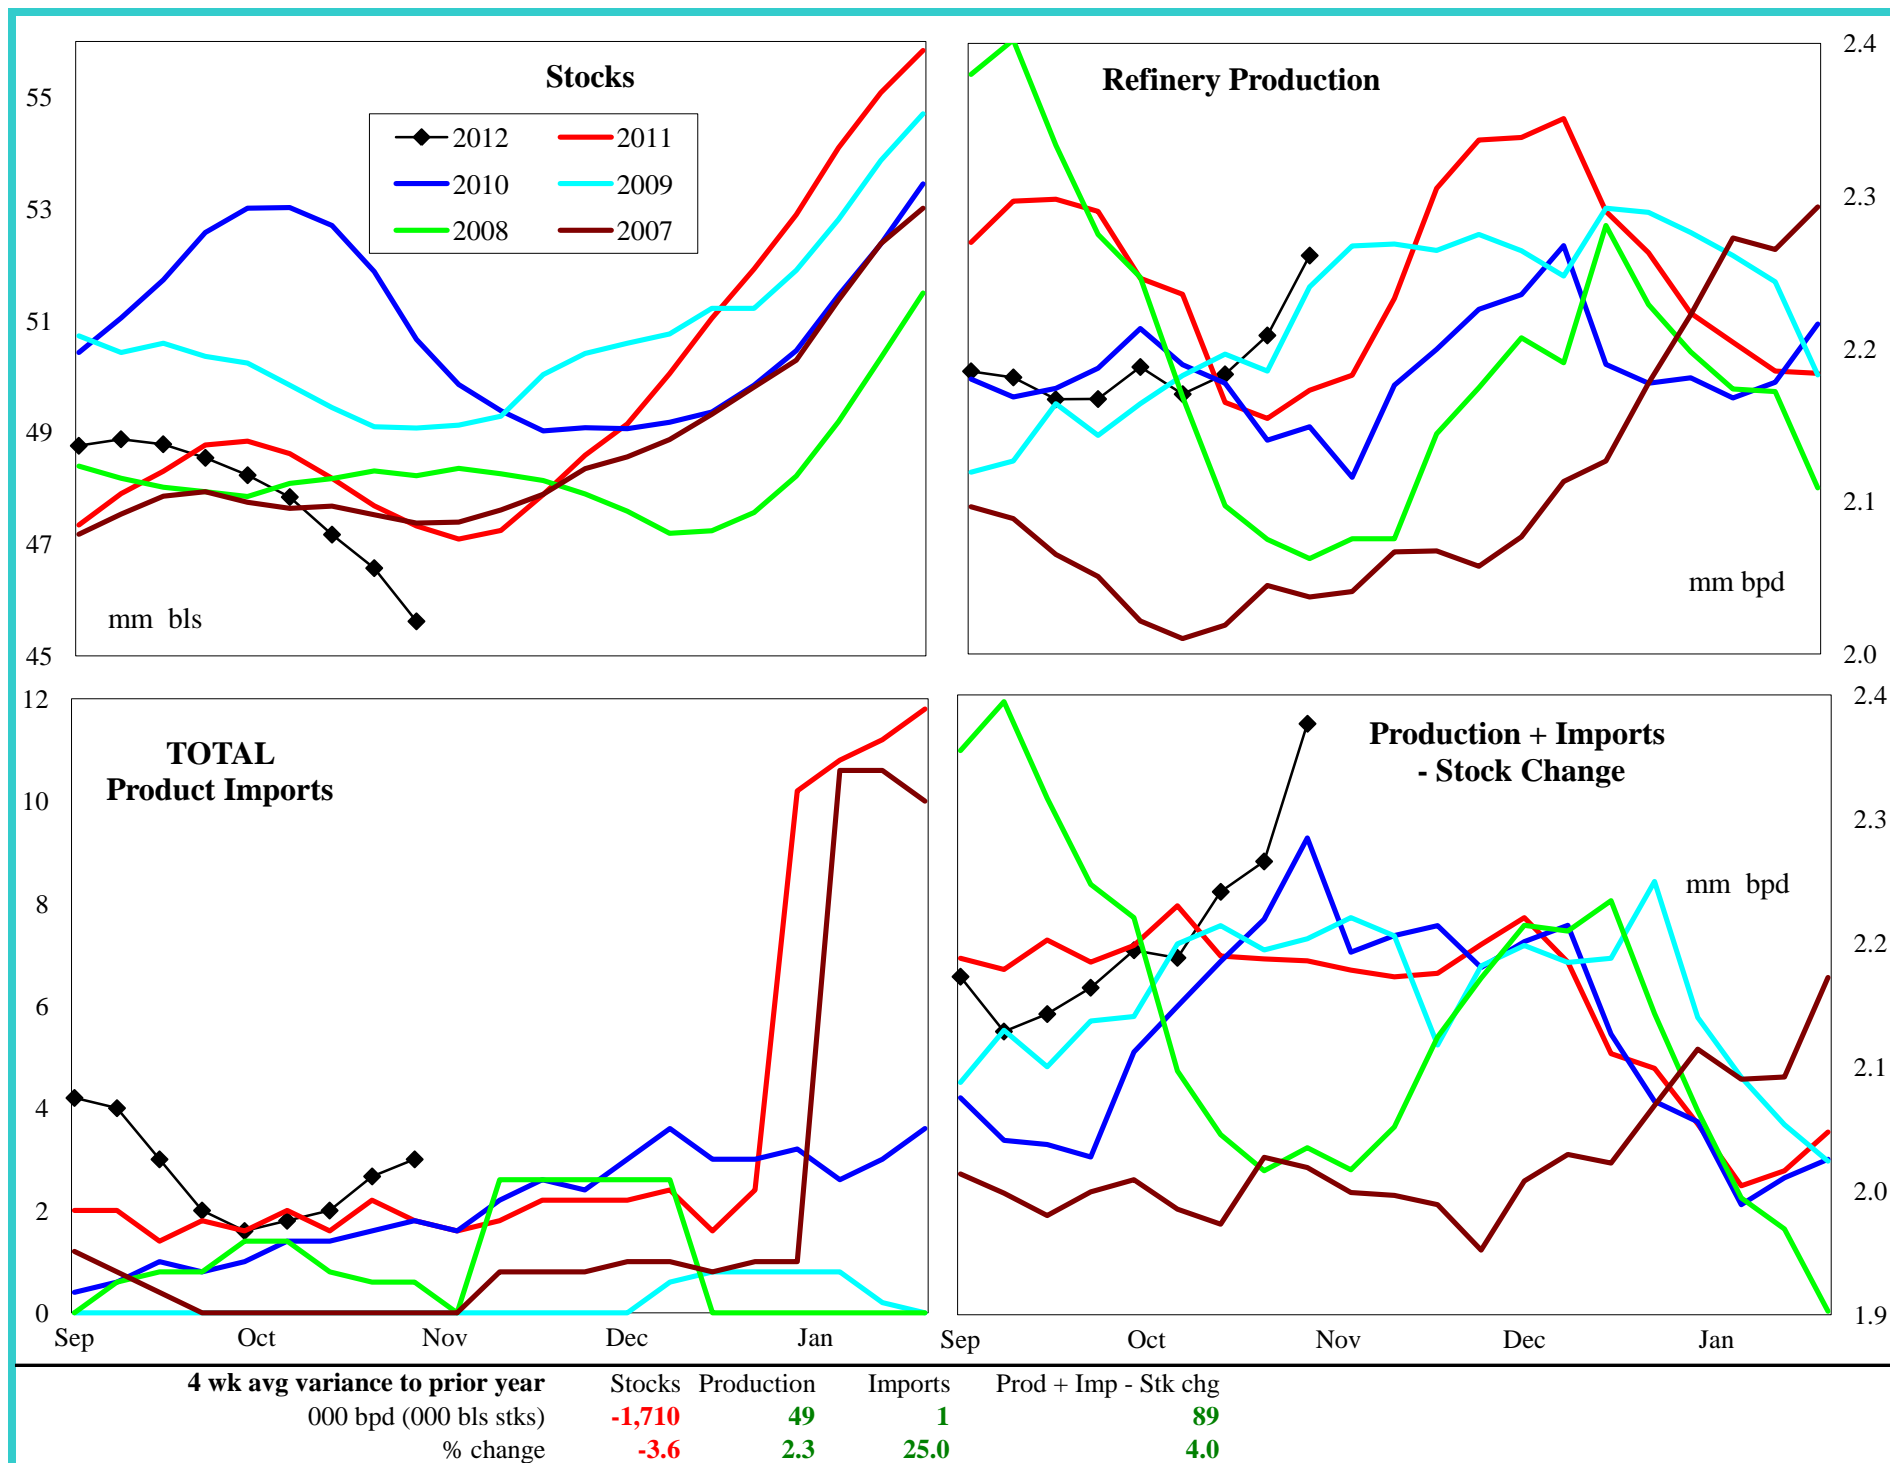 Stocks
55
53
51
49
47
45
2012 2011
2010 2009
2008 2007
mm bls
Refinery Production
2.4
2.3
2.2
2.1
2.0
mm bpd
TOTAL
Product Imports
12
10
8
6
4
2
0
Sep Oct Nov Dec Jan
Production + Imports
- Stock Change
mm bpd
2.4
2.3
2.2
2.1
2.0
1.9
Sep Oct Nov Dec Jan
4 wk avg variance to prior year Stocks Production Imports Prod + Imp - Stk chg
000 bpd (000 bls stks) -1,710 49 1 89
% change -3.6 2.3 25.0 4.0